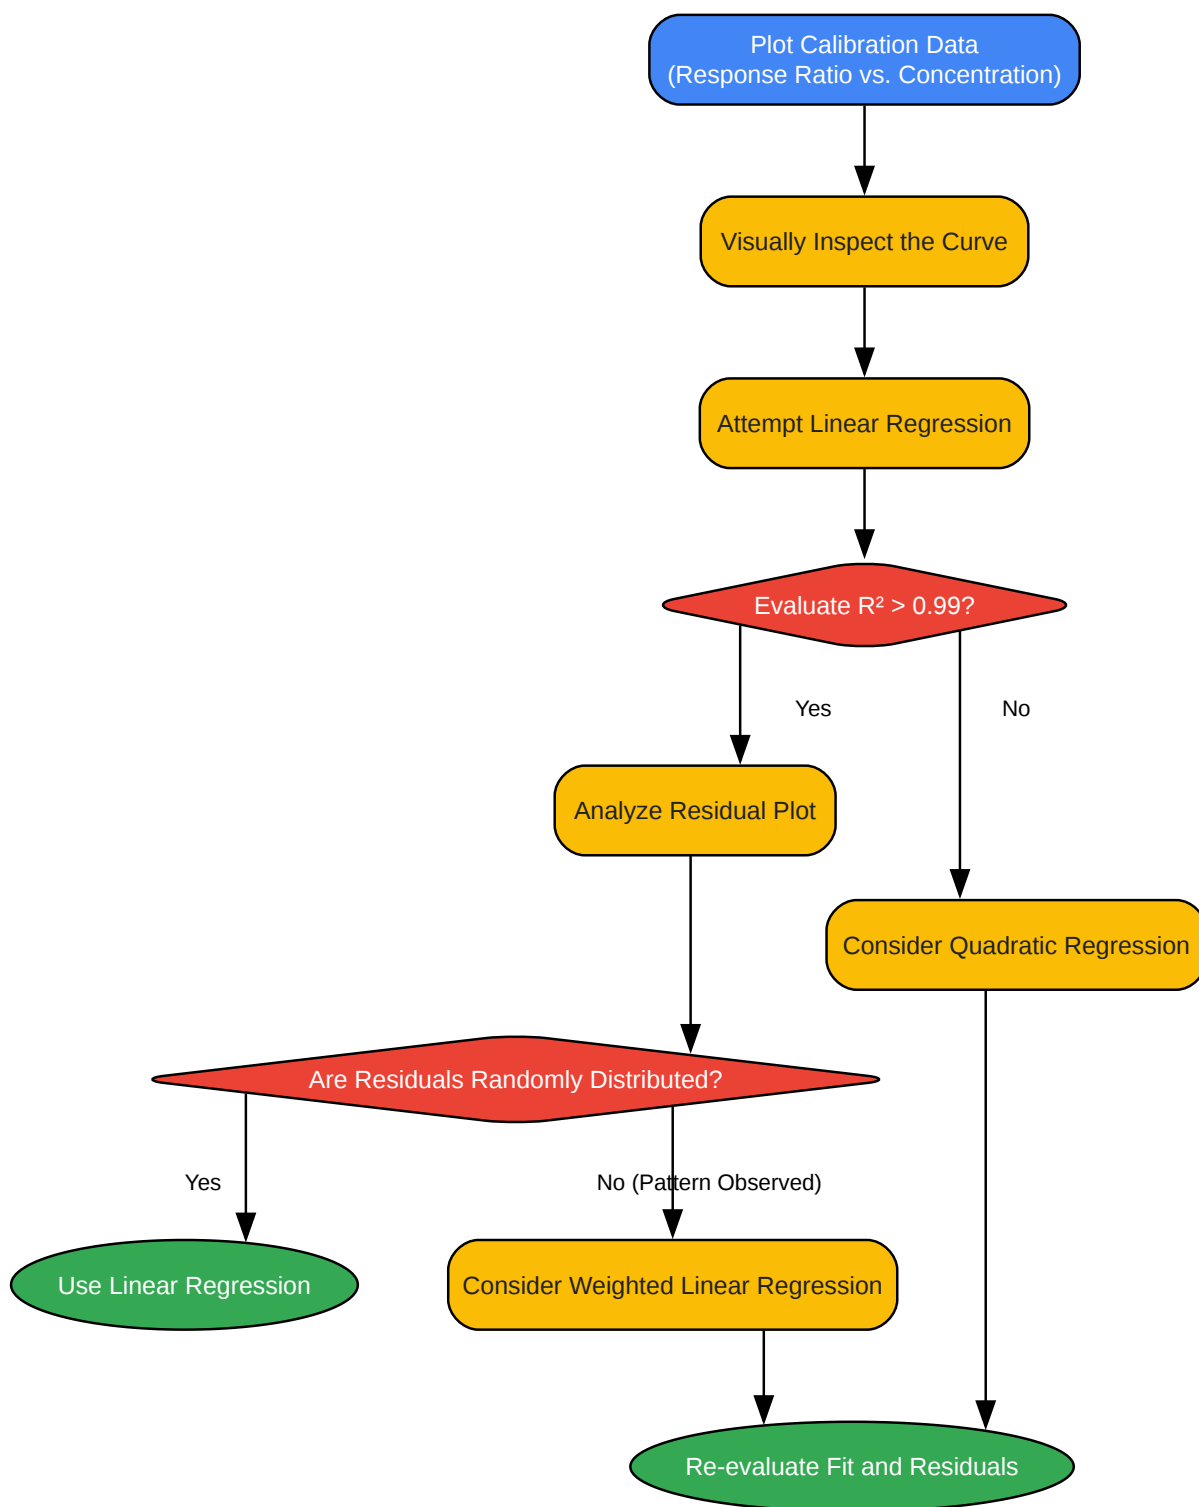 Plot Calibration Data
(Response Ratio vs. Concentration)
Visually Inspect the Curve
Attempt Linear Regression
Evaluate R² > 0.99?
Yes
No
Analyze Residual Plot
Consider Quadratic Regression
Are Residuals Randomly Distributed?
Yes
No (Pattern Observed)
Use Linear Regression
Consider Weighted Linear Regression
Re-evaluate Fit and Residuals